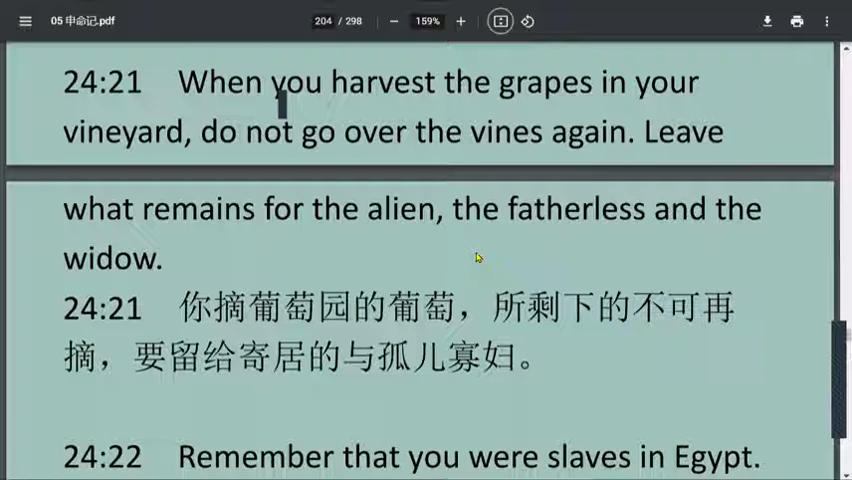 05 申命记.pdf
204 / 298
159%
24:21 When you harvest the grapes in your
vineyard, do not go over the vines again. Leave
what remains for the alien, the fatherless and the
widow.
24:21 你摘葡萄园的葡萄，所剩下的不可再
摘，要留给寄居的与孤儿寡妇。
24:22 Remember that you were slaves in Egypt.